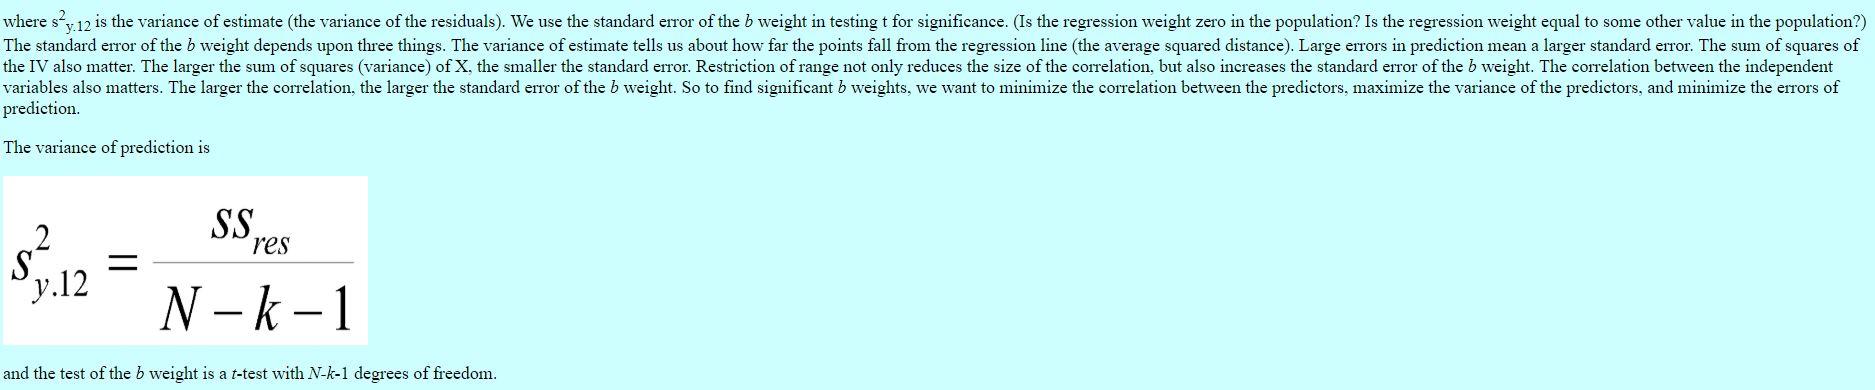 where s²y.12 is the variance of estimate (the variance of the residuals). We use the standard error of the b weight in testing t for significance. (Is the regression weight zero in the population? Is the regression weight equal to some other value in the population?)
The standard error of the b weight depends upon three things. The variance of estimate tells us about how far the points fall from the regression line (the average squared distance). Large errors in prediction mean a larger standard error. The sum of squares of
the IV also matter. The larger the sum of squares (variance) of X, the smaller the standard error. Restriction of range not only reduces the size of the correlation, but also increases the standard error of the b weight. The correlation between the independent
variables also matters. The larger the correlation, the larger the standard error of the b weight. So to find significant b weights, we want to minimize the correlation between the predictors, maximize the variance of the predictors, and minimize the errors of
prediction.
The variance of prediction is
s²y.12 = SSres / N – k – 1
and the test of the b weight is a t-test with N-k-1 degrees of freedom.